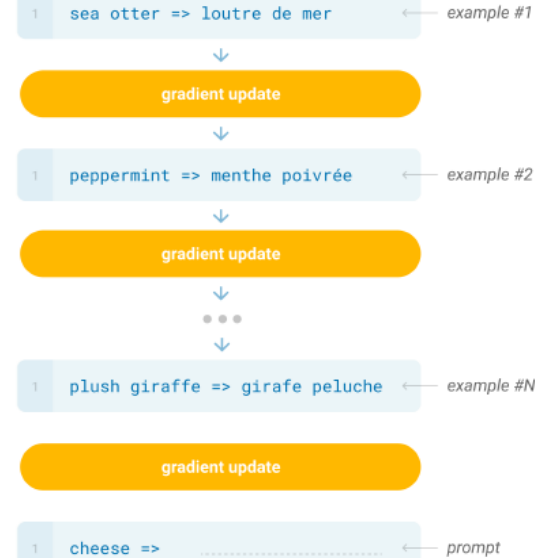 1 sea otter => loutre de mer example #1
gradient update
1 peppermint => menthe poivrée example #2
gradient update
1 plush giraffe => girafe peluche example #N
gradient update
1 cheese => prompt